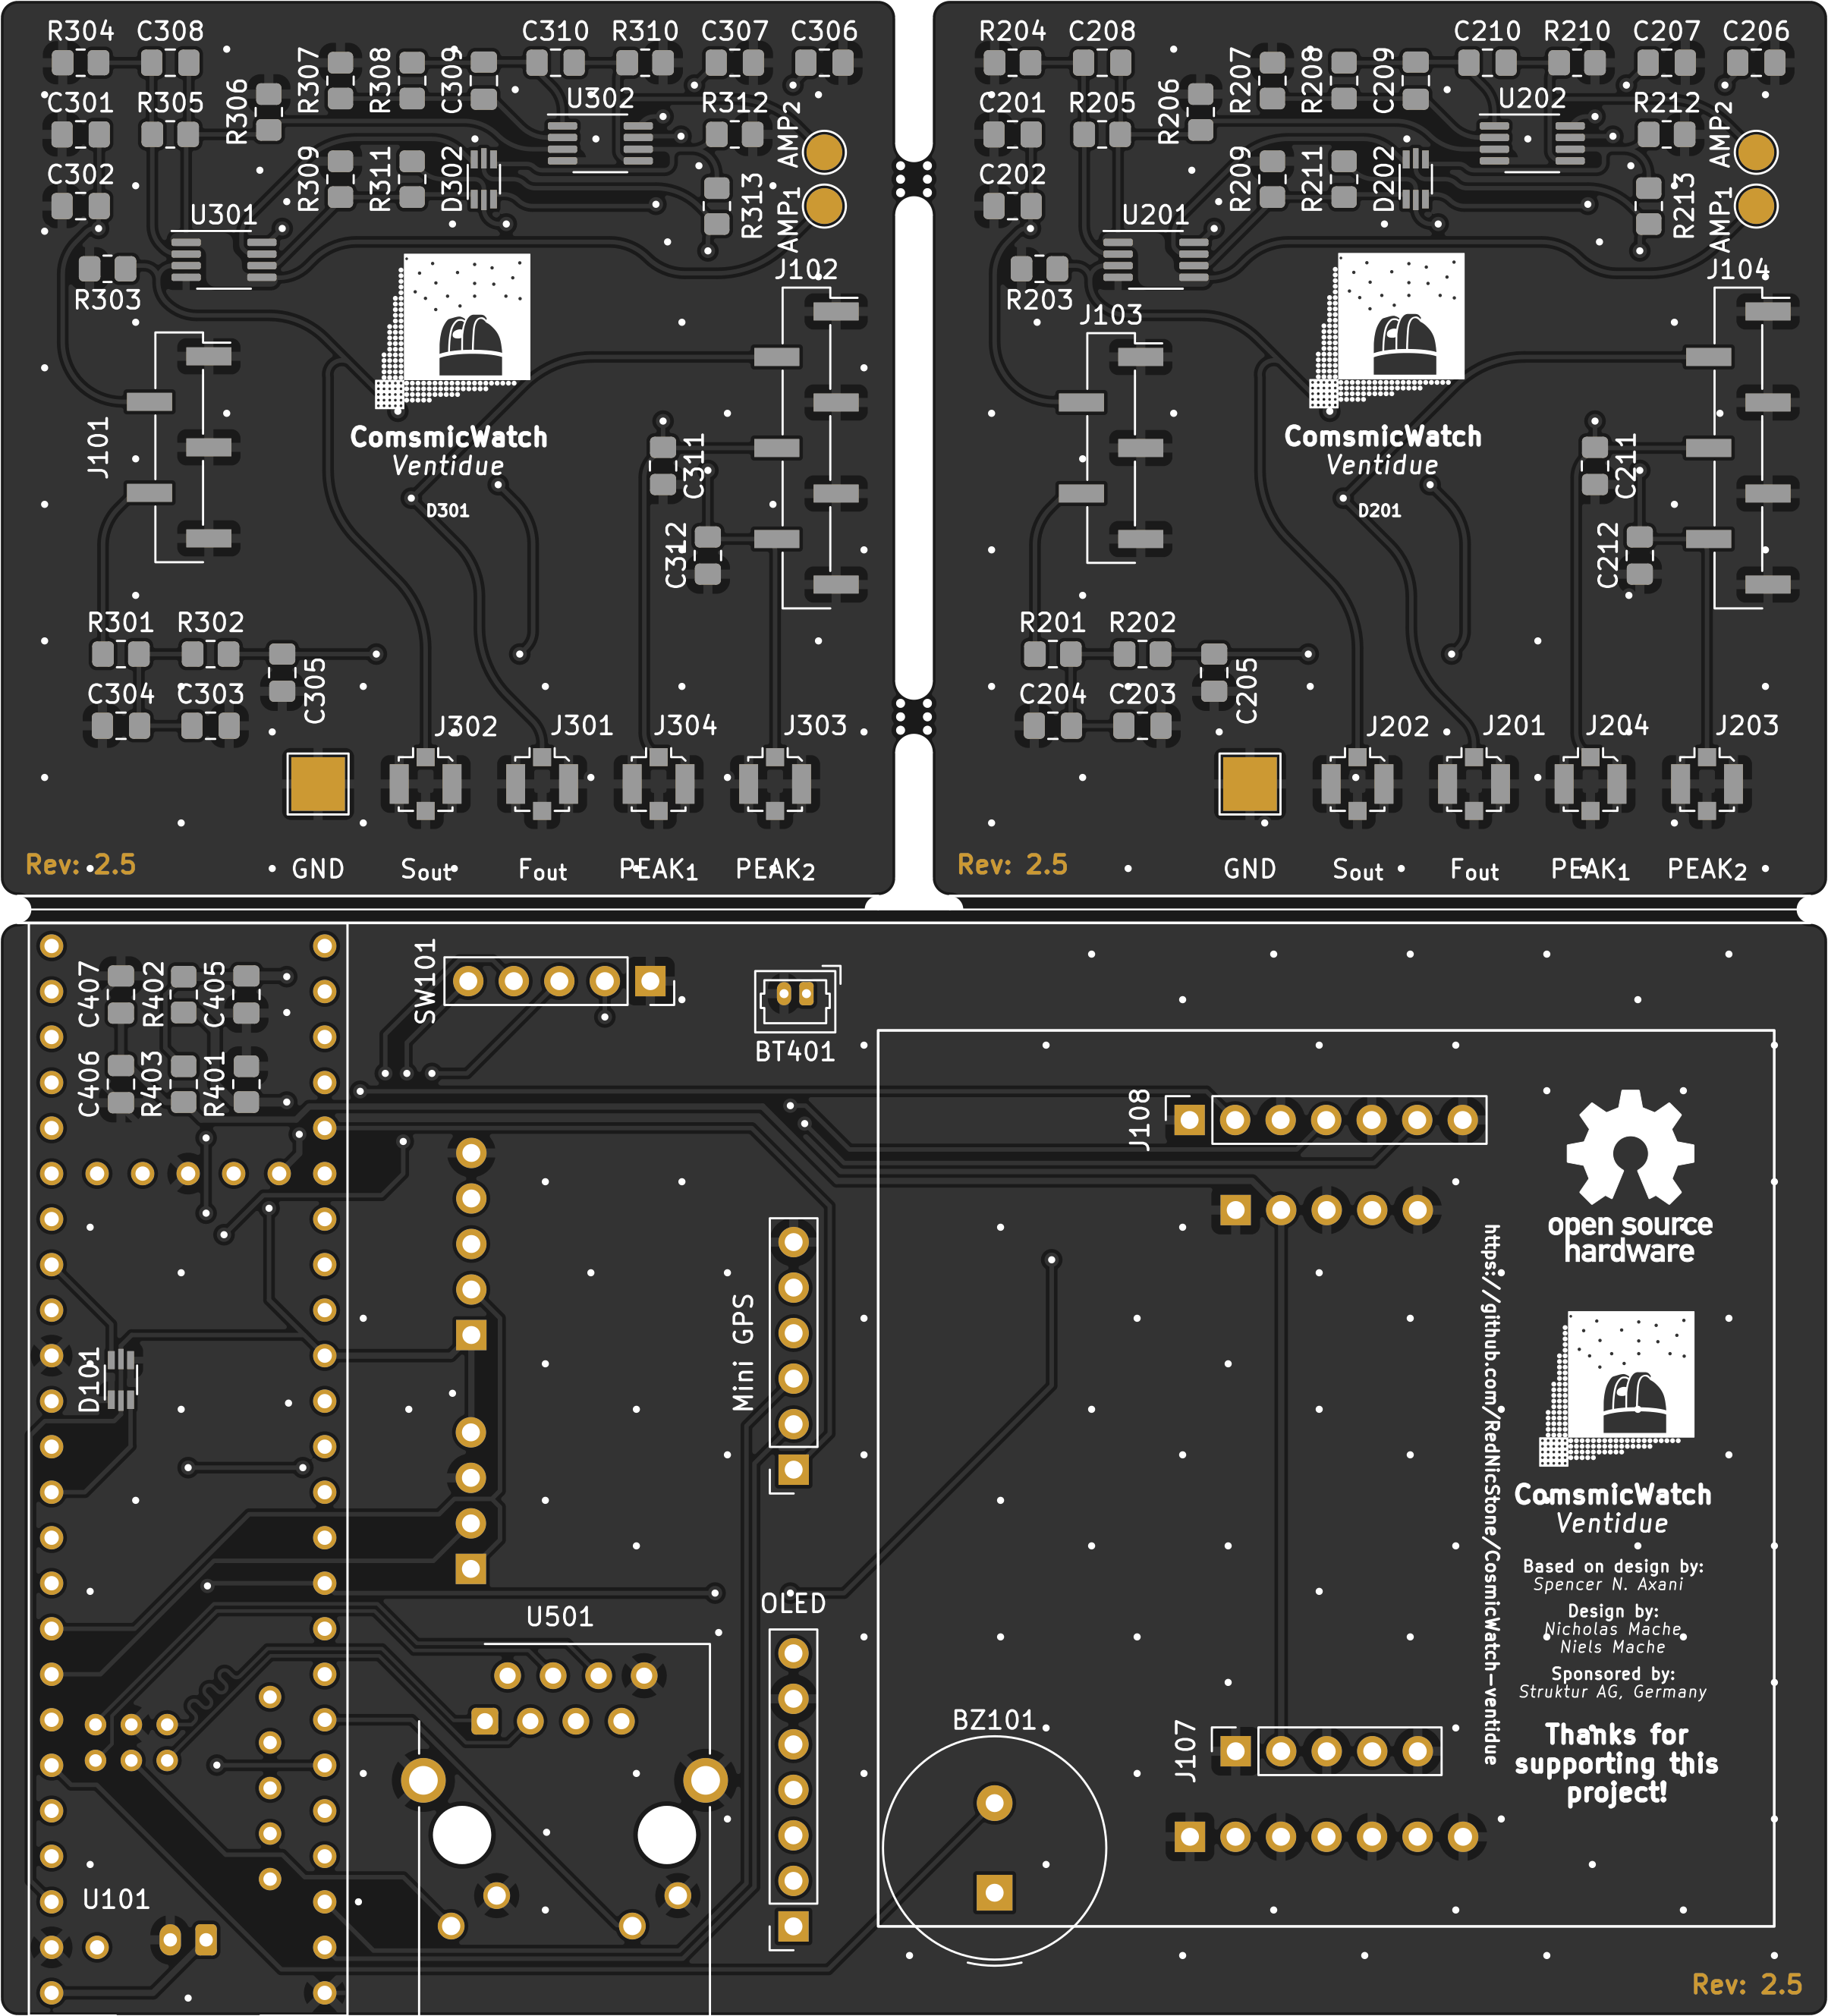 R304 C308 C310 R310 C307 C306
R307 R308 C309
C301 R305 R306 U302 R312 AMP2
C302 R309 R311 D302 R313 AMP1
U301
R303 J102
J101
ComsmicWatch
Ventidue
D301
C311
C312
R301 R302
C305
C304 C303
J302 J301 J304 J303
Rev: 2.5 GND Sout Fout PEAK1 PEAK2
R204 C208 C210 R210 C207 C206
R207 R208 C209
C201 R205 R206 U202 R212 AMP2
C202 R209 R211 D202 R213 AMP1
U201
R203 J104
J103
ComsmicWatch
Ventidue
D201
C211
C212
R201 R202
C205
C204 C203
J202 J201 J204 J203
Rev: 2.5 GND Sout Fout PEAK1 PEAK2
C407 R402 C405 SW101
BT401
C406 R403 R401
J108
open source
hardware
https://github.com/RedNicStone/CosmicWatch-ventidue
Mini GPS
D101
ComsmicWatch
Ventidue
Based on design by:
Spencer N. Axani
Design by:
Nicholas Mache
Niels Mache
Sponsored by:
Struktur AG, Germany
Thanks for
supporting this
project!
OLED
U501
BZ101
J107
U101
Rev: 2.5